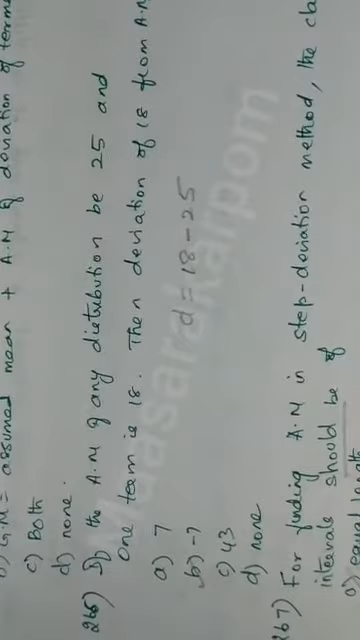 = assumed mean + A.M of deviation of terms
c) Both
d) none.
266) If the A.M of any distribution be 25 and
One term is 18. Then deviation of 18 from A.M
a) 7
d = 18 - 25
b) -7
c) 43
d) none
267) For finding A.M in step-deviation method, the
intervals should be of
a) equal length
Maasarakarpom